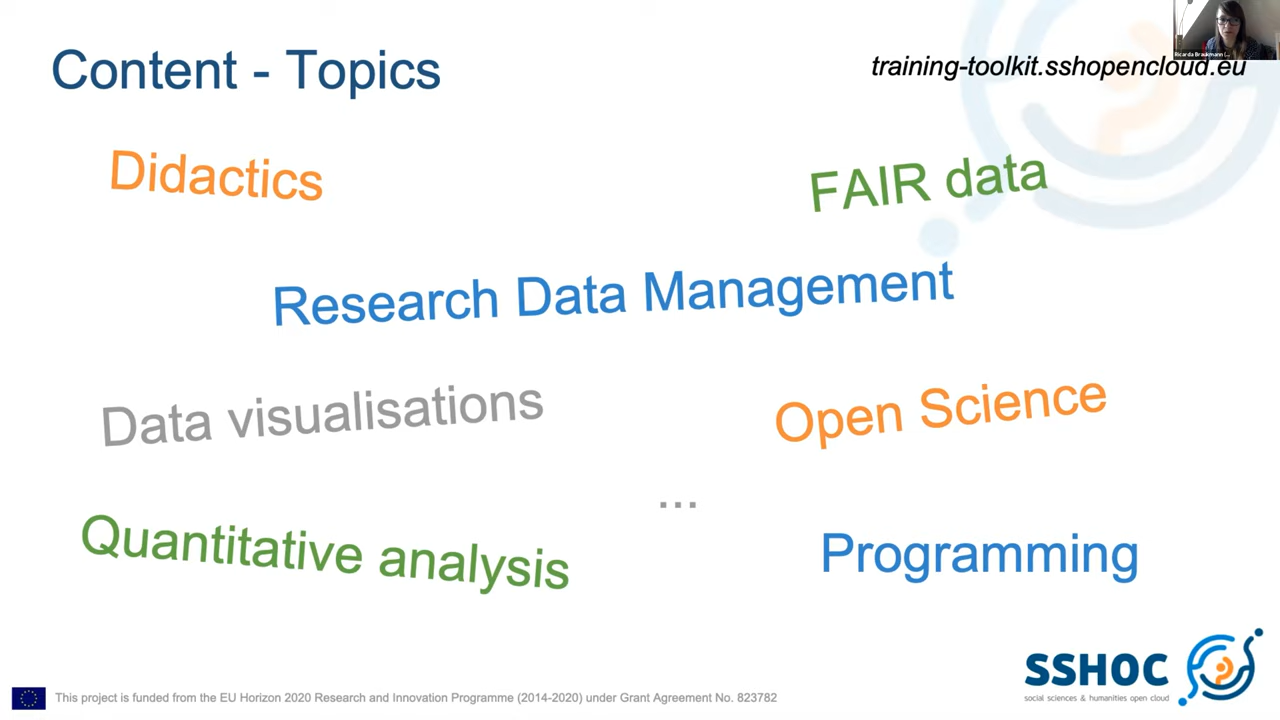 Content - Topics
training-toolkit.sshopencloud.eu
Ricarda Braukmann (...
Didactics
FAIR data
Research Data Management
Data visualisations
Open Science
...
Quantitative analysis
Programming
SSHOC
social sciences & humanities open cloud
This project is funded from the EU Horizon 2020 Research and Innovation Programme (2014-2020) under Grant Agreement No. 823782